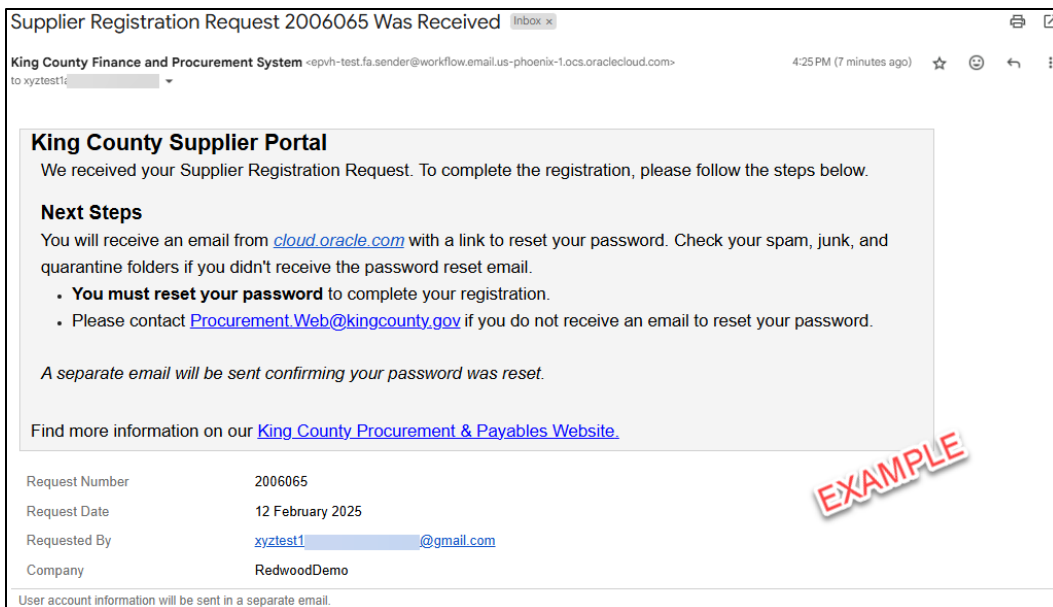 Supplier Registration Request 2006065 Was Received Inbox x
King County Finance and Procurement System <epvh-test.fa.sender@workflow.email.us-phoenix-1.ocs.oraclecloud.com> 4:25 PM (7 minutes ago)
to xyztest1
King County Supplier Portal
We received your Supplier Registration Request. To complete the registration, please follow the steps below.
Next Steps
You will receive an email from cloud.oracle.com with a link to reset your password. Check your spam, junk, and
quarantine folders if you didn't receive the password reset email.
• You must reset your password to complete your registration.
• Please contact Procurement.Web@kingcounty.gov if you do not receive an email to reset your password.
A separate email will be sent confirming your password was reset.
Find more information on our King County Procurement & Payables Website.
EXAMPLE
Request Number 2006065
Request Date 12 February 2025
Requested By xyztest1 @gmail.com
Company RedwoodDemo
User account information will be sent in a separate email.